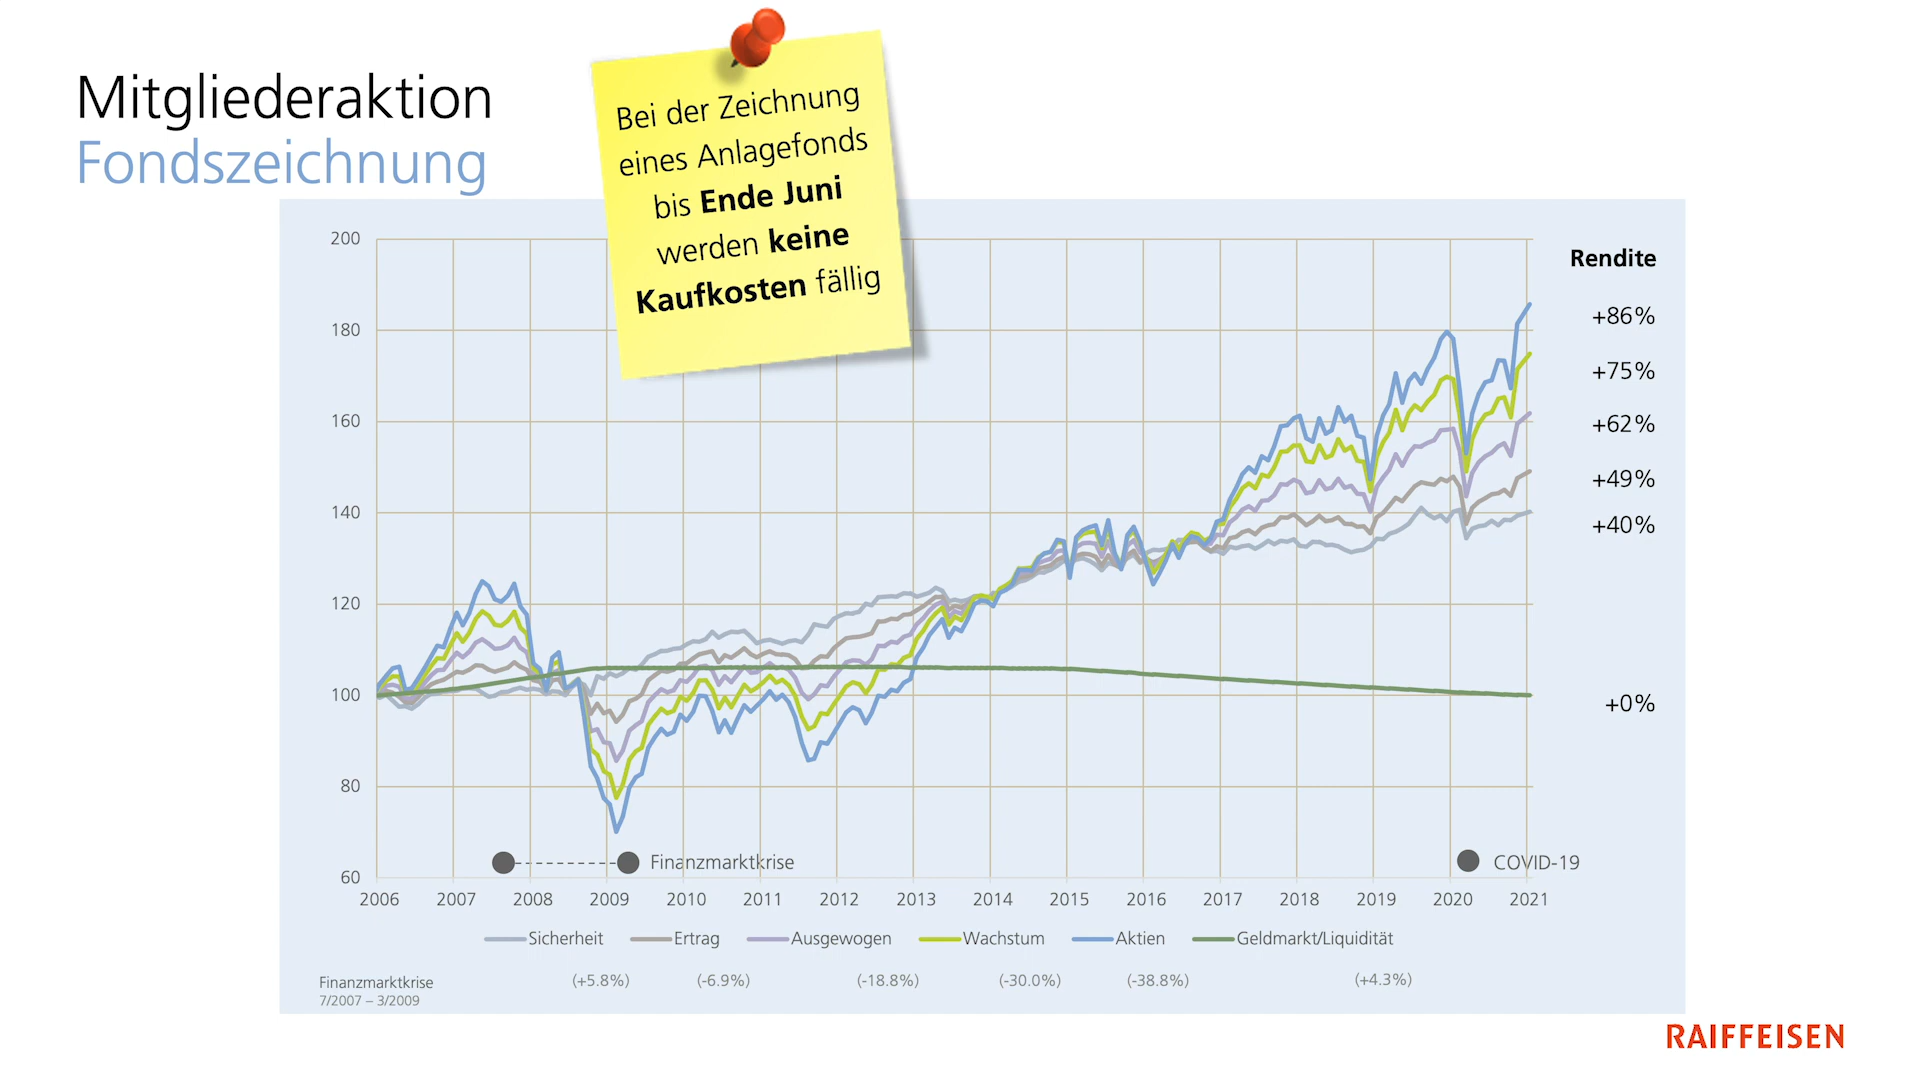 Mitgliederaktion
Fondszeichnung
Bei der Zeichnung
eines Anlagefonds
bis Ende Juni
werden keine
Kaufkosten fällig
Rendite
200
180
160
140
120
100
80
60
+86%
+75%
+62%
+49%
+40%
+0%
Finanzmarktkrise
COVID-19
2006 2007 2008 2009 2010 2011 2012 2013 2014 2015 2016 2017 2018 2019 2020 2021
Sicherheit Ertrag Ausgewogen Wachstum Aktien Geldmarkt/Liquidität
Finanzmarktkrise (+5.8%) (-6.9%) (-18.8%) (-30.0%) (-38.8%) (+4.3%)
7/2007 – 3/2009
RAIFFEISEN